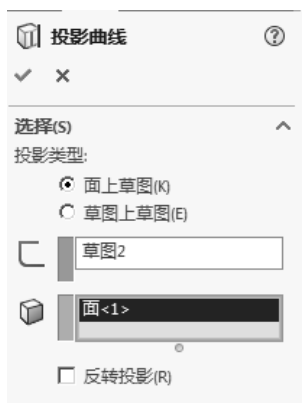 投影曲线
选择(S)
投影类型:
面上草图(K)
草图上草图(E)
草图2
面<1>
反转投影(R)